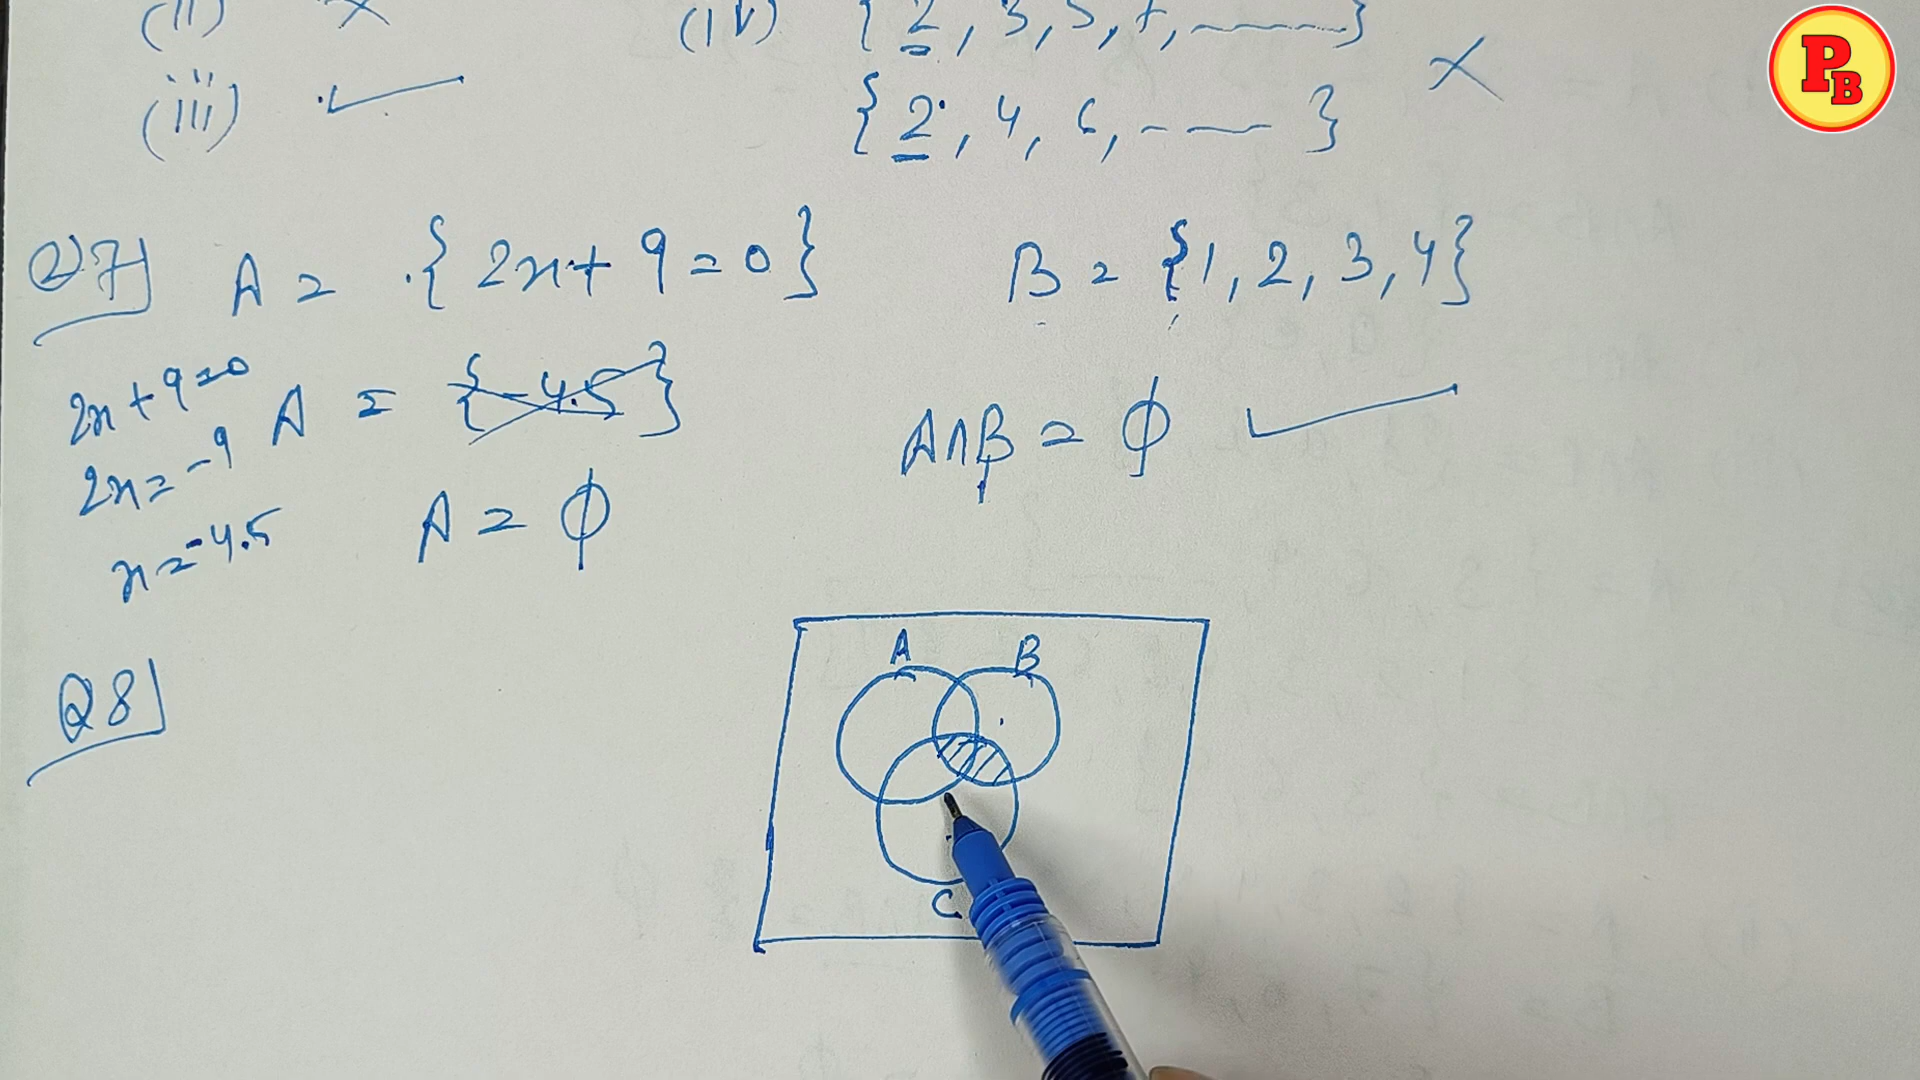 (ii) ×
(iv) {2, 3, 5, 7, ——}
(iii) ✓
{2, 4, 6, ---} ×
Q7] A = {2x + 9 = 0} B = {1, 2, 3, 4}
2x + 9 = 0
2x = -9
x = -4.5
A = {-4.5}
A = ϕ
A∩B = ϕ ✓
Q8]
A B
C
PB